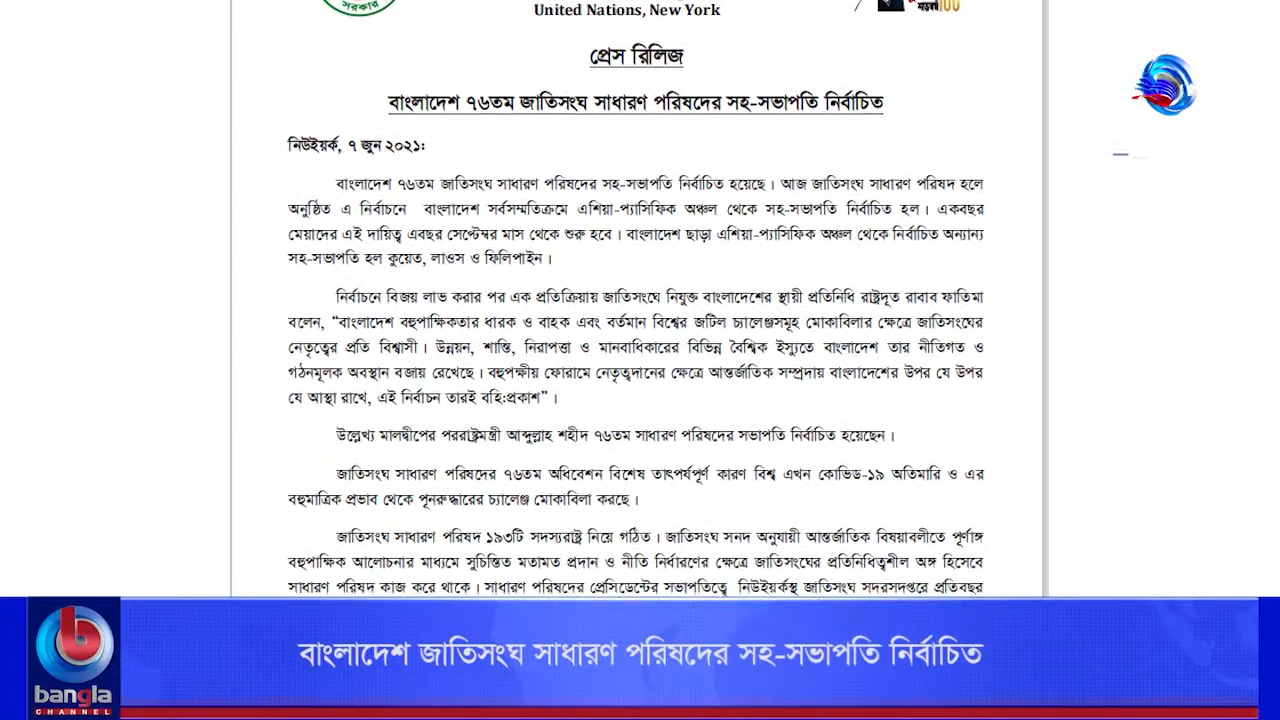 সরকার
United Nations, New York
100
প্রেস রিলিজ
বাংলাদেশ ৭৬তম জাতিসংঘ সাধারণ পরিষদের সহ-সভাপতি নির্বাচিত
নিউইয়র্ক, ৭ জুন ২০২১:
বাংলাদেশ ৭৬তম জাতিসংঘ সাধারণ পরিষদের সহ-সভাপতি নির্বাচিত হয়েছে। আজ জাতিসংঘ সাধারণ পরিষদ হলে
অনুষ্ঠিত এ নির্বাচনে বাংলাদেশ সর্বসম্মতিক্রমে এশিয়া-প্যাসিফিক অঞ্চল থেকে সহ-সভাপতি নির্বাচিত হল। একবছর
মেয়াদের এই দায়িত্ব এবছর সেপ্টেম্বর মাস থেকে শুরু হবে। বাংলাদেশ ছাড়া এশিয়া-প্যাসিফিক অঞ্চল থেকে নির্বাচিত অন্যান্য
সহ-সভাপতি হল কুয়েত, লাওস ও ফিলিপাইন।
নির্বাচনে বিজয় লাভ করার পর এক প্রতিক্রিয়ায় জাতিসংঘে নিযুক্ত বাংলাদেশের স্থায়ী প্রতিনিধি রাষ্ট্রদূত রাবাব ফাতিমা
বলেন, “বাংলাদেশ বহুপাক্ষিকতার ধারক ও বাহক এবং বর্তমান বিশ্বের জটিল চ্যালেঞ্জসমূহ মোকাবিলার ক্ষেত্রে জাতিসংঘের
নেতৃত্বের প্রতি বিশ্বাসী। উন্নয়ন, শান্তি, নিরাপত্তা ও মানবাধিকারের বিভিন্ন বৈশ্বিক ইস্যুতে বাংলাদেশ তার নীতিগত ও
গঠনমূলক অবস্থান বজায় রেখেছে। বহুপক্ষীয় ফোরামে নেতৃত্বদানের ক্ষেত্রে আন্তর্জাতিক সম্প্রদায় বাংলাদেশের উপর যে উপর
যে আস্থা রাখে, এই নির্বাচন তারই বহি:প্রকাশ”।
উল্লেখ্য মালদ্বীপের পররাষ্ট্রমন্ত্রী আব্দুল্লাহ শহীদ ৭৬তম সাধারণ পরিষদের সভাপতি নির্বাচিত হয়েছেন।
জাতিসংঘ সাধারণ পরিষদের ৭৬তম অধিবেশন বিশেষ তাৎপর্যপূর্ণ কারণ বিশ্ব এখন কোভিড-১৯ অতিমারি ও এর
বহুমাত্রিক প্রভাব থেকে পূনরুদ্ধারের চ্যালেঞ্জ মোকাবিলা করছে।
জাতিসংঘ সাধারণ পরিষদ ১৯৩টি সদস্যরাষ্ট্র নিয়ে গঠিত। জাতিসংঘ সনদ অনুযায়ী আন্তর্জাতিক বিষয়াবলীতে পূর্ণাঙ্গ
বহুপাক্ষিক আলোচনার মাধ্যমে সুচিন্তিত মতামত প্রদান ও নীতি নির্ধারণের ক্ষেত্রে জাতিসংঘের প্রতিনিধিত্বশীল অঙ্গ হিসেবে
সাধারণ পরিষদ কাজ করে থাকে। সাধারণ পরিষদের প্রেসিডেন্টের সভাপতিত্বে নিউইয়র্কস্থ জাতিসংঘ সদরসদপ্তরে প্রতিবছর
বাংলাদেশ জাতিসংঘ সাধারণ পরিষদের সহ-সভাপতি নির্বাচিত
b
bangla
CHANNEL